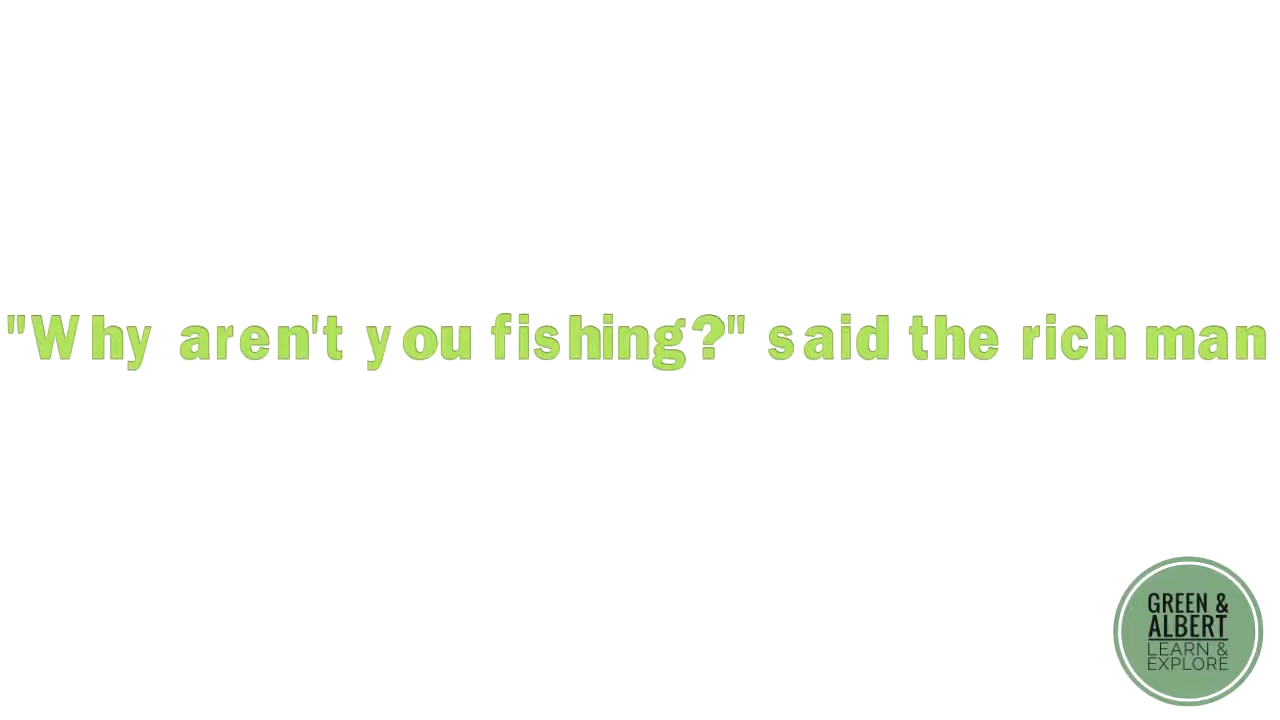 "Why aren't you fishing?" said the rich man
GREEN &
ALBERT
LEARN &
EXPLORE